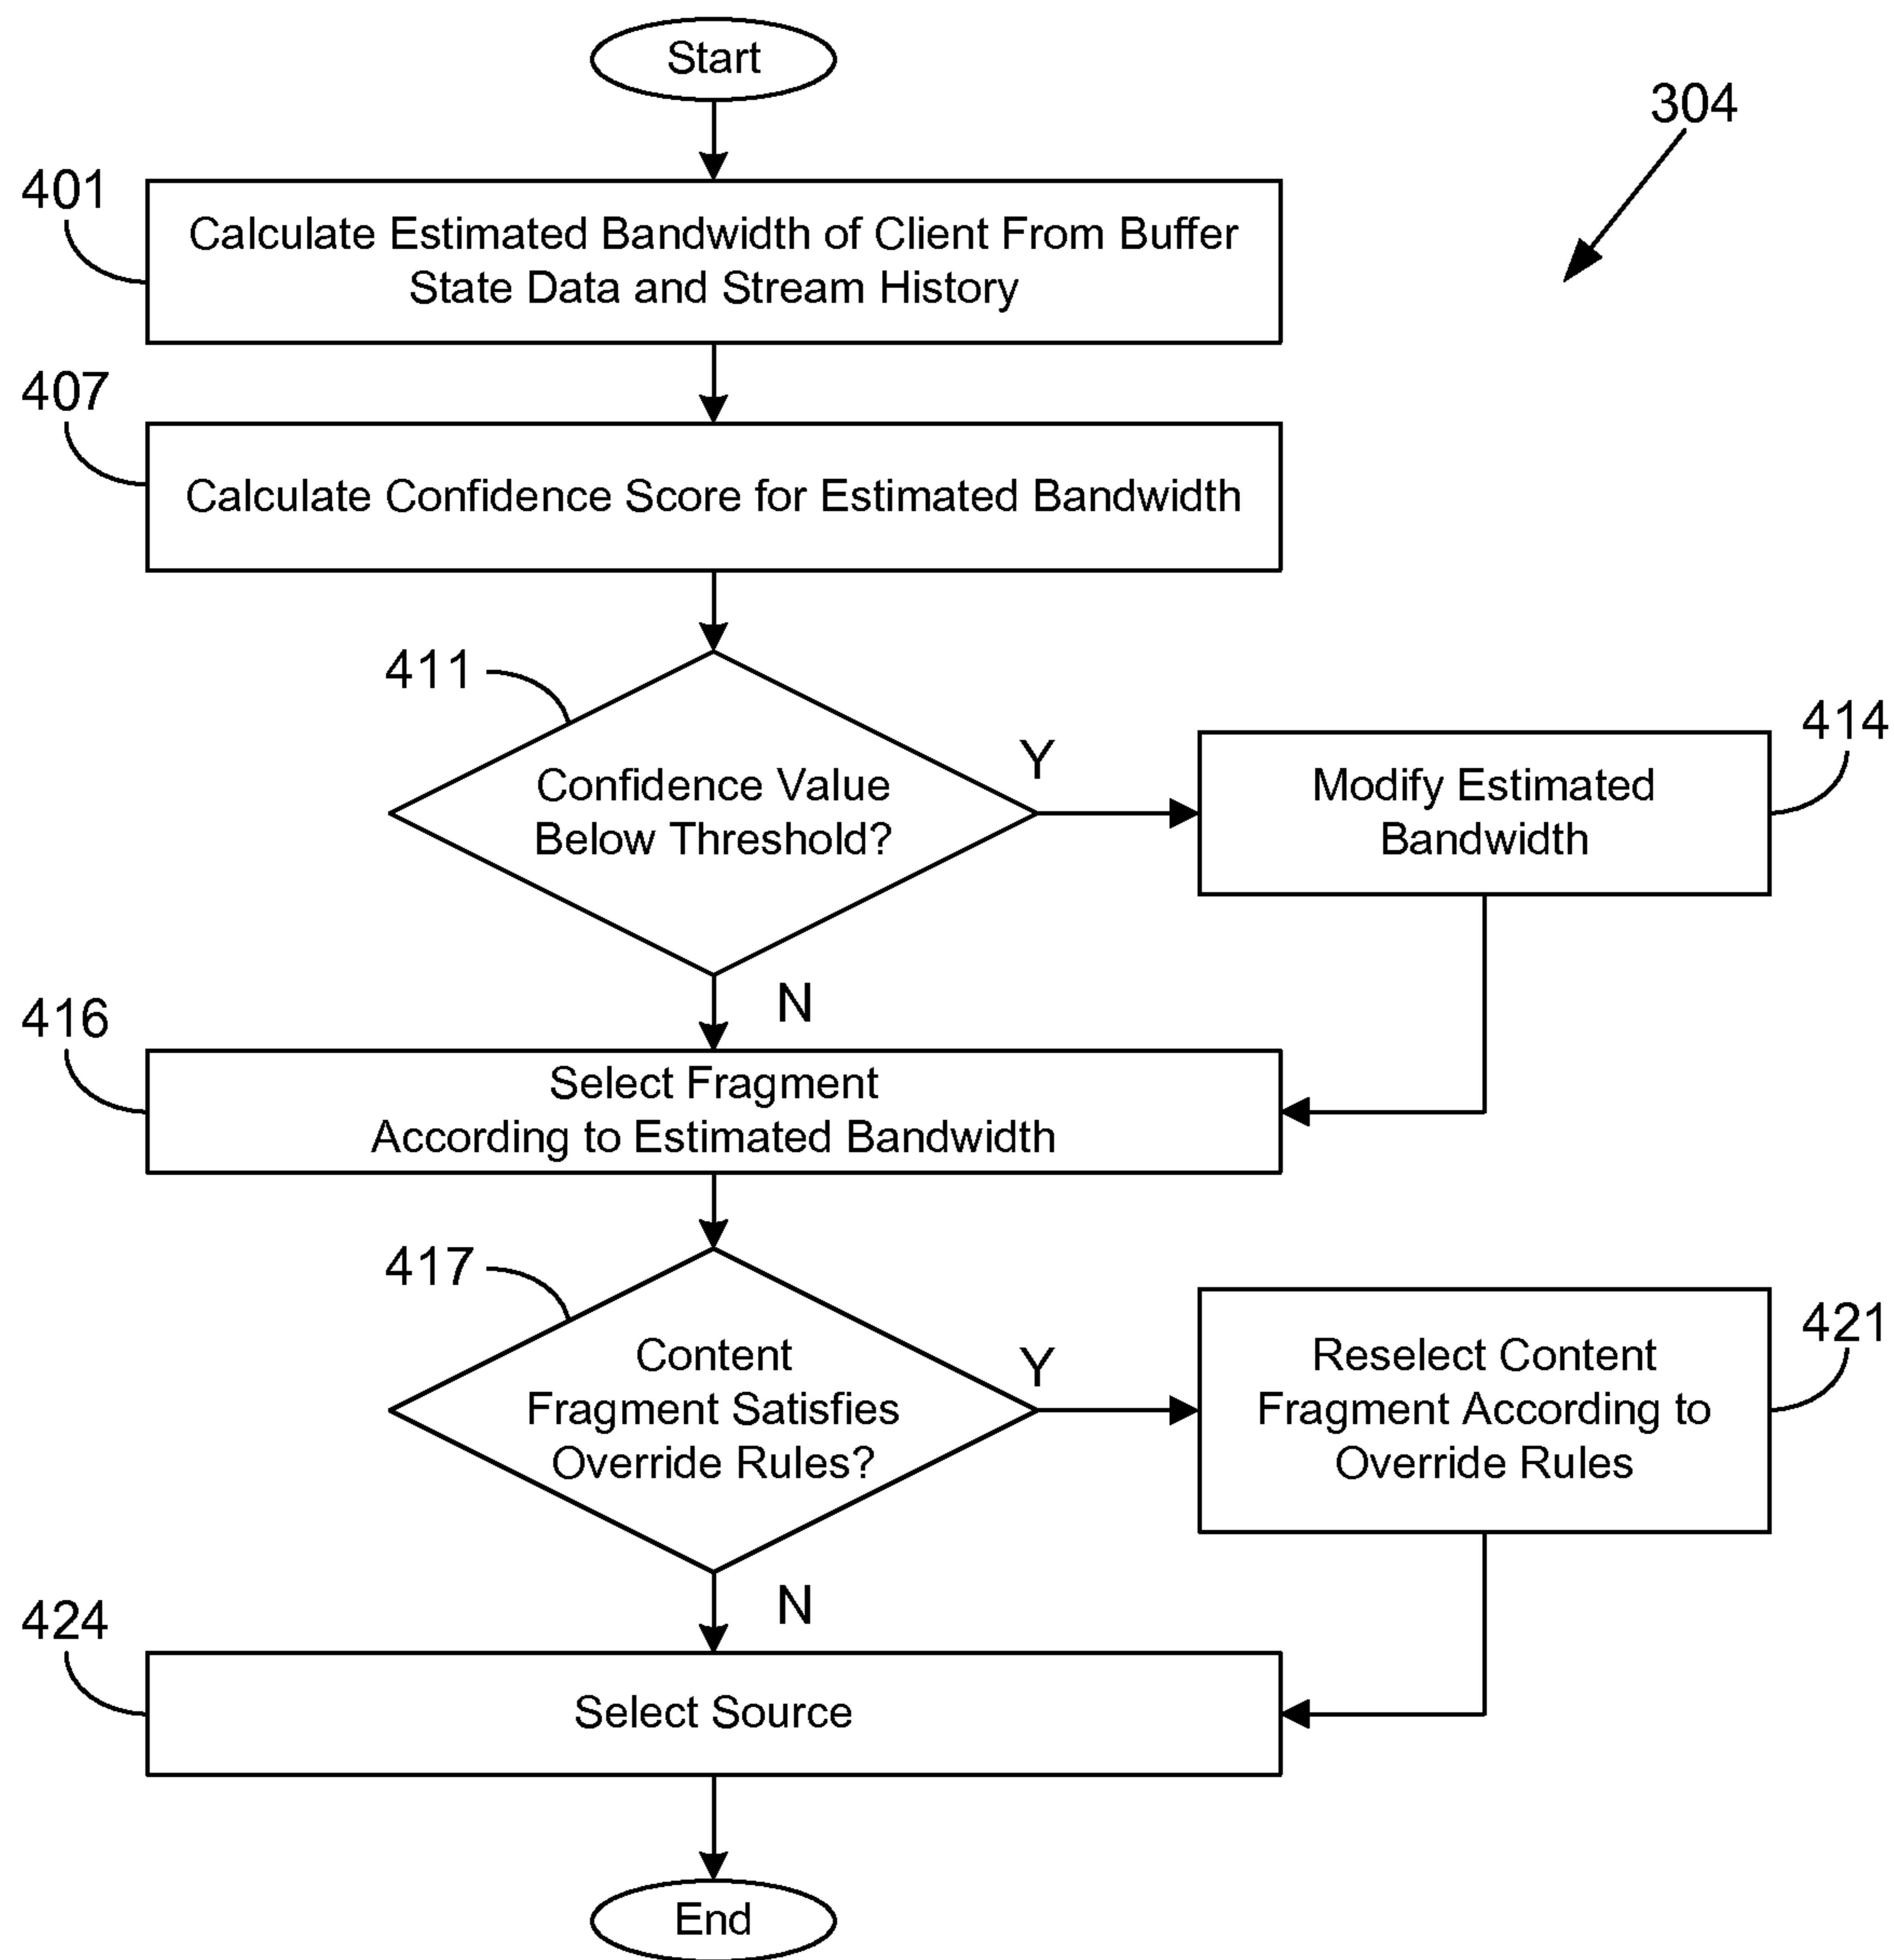 Start
304
401
Calculate Estimated Bandwidth of Client From Buffer
State Data and Stream History
407
Calculate Confidence Score for Estimated Bandwidth
411
Confidence Value
Below Threshold?
Y
414
Modify Estimated
Bandwidth
N
416
Select Fragment
According to Estimated Bandwidth
417
Content
Fragment Satisfies
Override Rules?
Y
421
Reselect Content
Fragment According to
Override Rules
N
424
Select Source
End